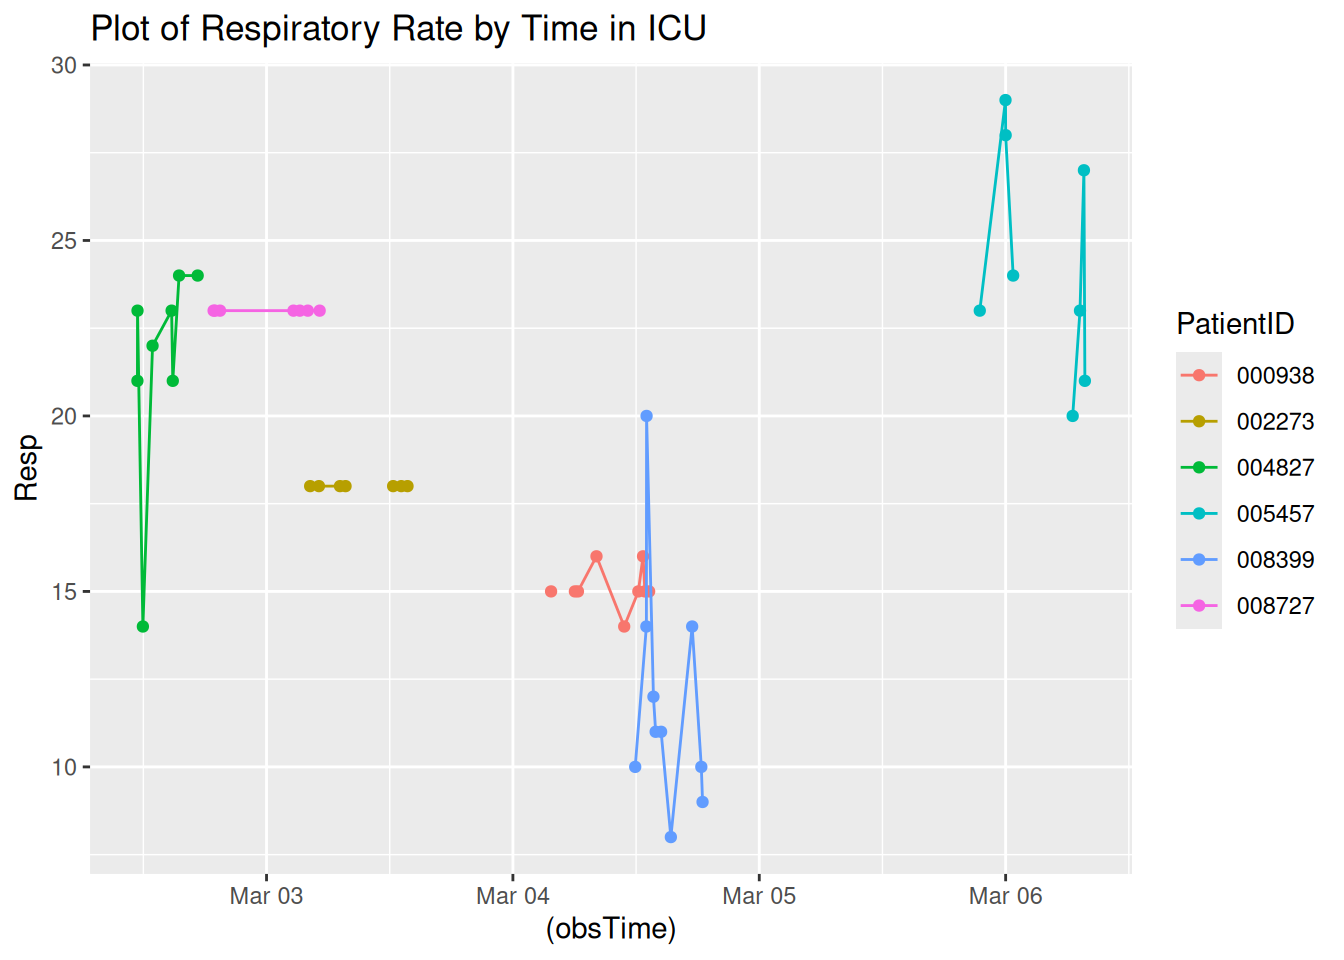 Plot of Respiratory Rate by Time in ICU
30
25
20
15
10
Resp
Mar 03
Mar 04
Mar 05
Mar 06
(obsTime)
PatientID
000938
002273
004827
005457
008399
008727